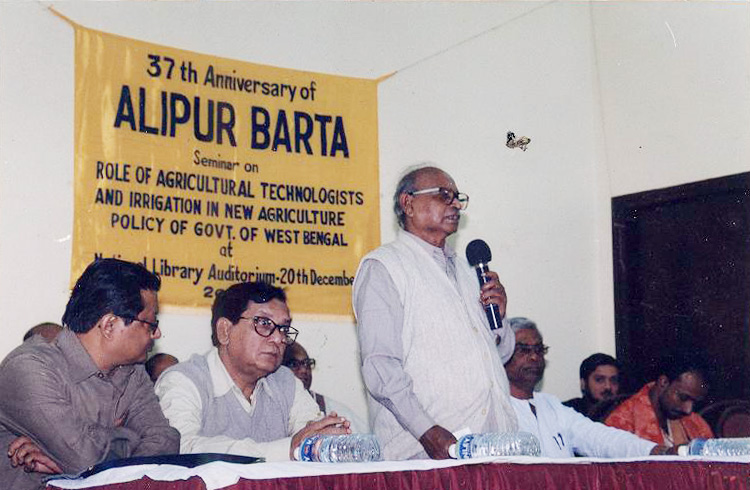 37th Anniversary of
ALIPUR BARTA
Seminar on
ROLE OF AGRICULTURAL TECHNOLOGISTS
AND IRRIGATION IN NEW AGRICULTURE
POLICY OF GOVT. OF WEST BENGAL
at
National Library Auditorium-20th December